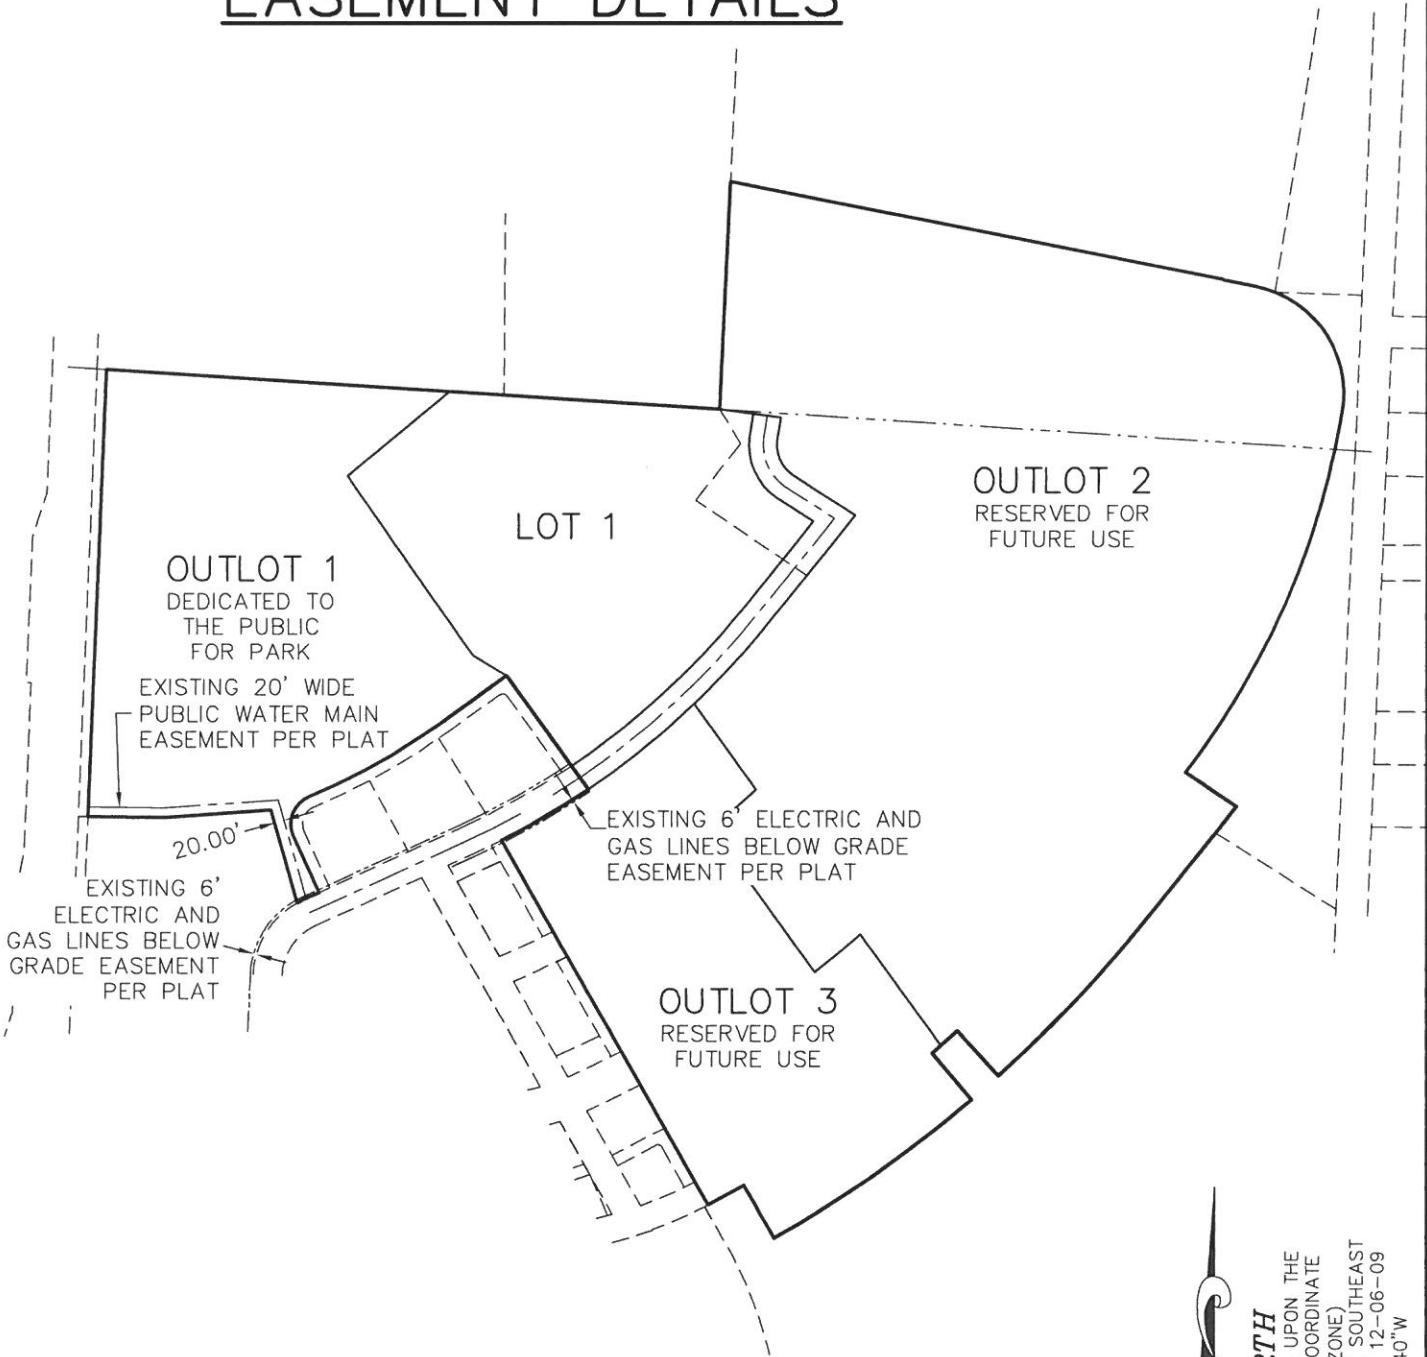 EASEMENT DETAILS
OUTLOT 2
RESERVED FOR
FUTURE USE
LOT 1
OUTLOT 1
DEDICATED TO
THE PUBLIC
FOR PARK
EXISTING 20' WIDE
PUBLIC WATER MAIN
EASEMENT PER PLAT
20.00'
EXISTING 6' ELECTRIC AND
GAS LINES BELOW GRADE
EASEMENT PER PLAT
EXISTING 6'
ELECTRIC AND
GAS LINES BELOW
GRADE EASEMENT
PER PLAT
OUTLOT 3
RESERVED FOR
FUTURE USE
UPON THE
SOUTHEAST
12-06-09